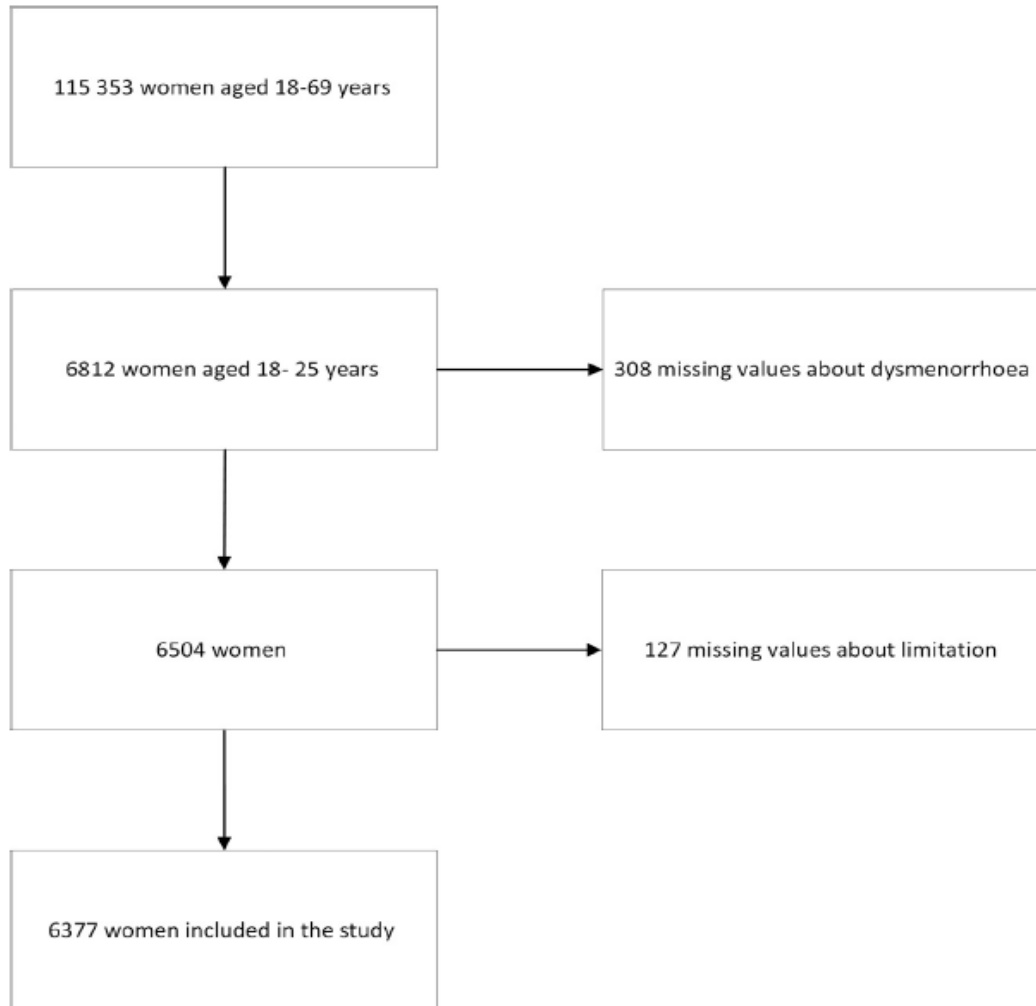 115 353 women aged 18-69 years
6812 women aged 18- 25 years
308 missing values about dysmenorrhoea
6504 women
127 missing values about limitation
6377 women included in the study